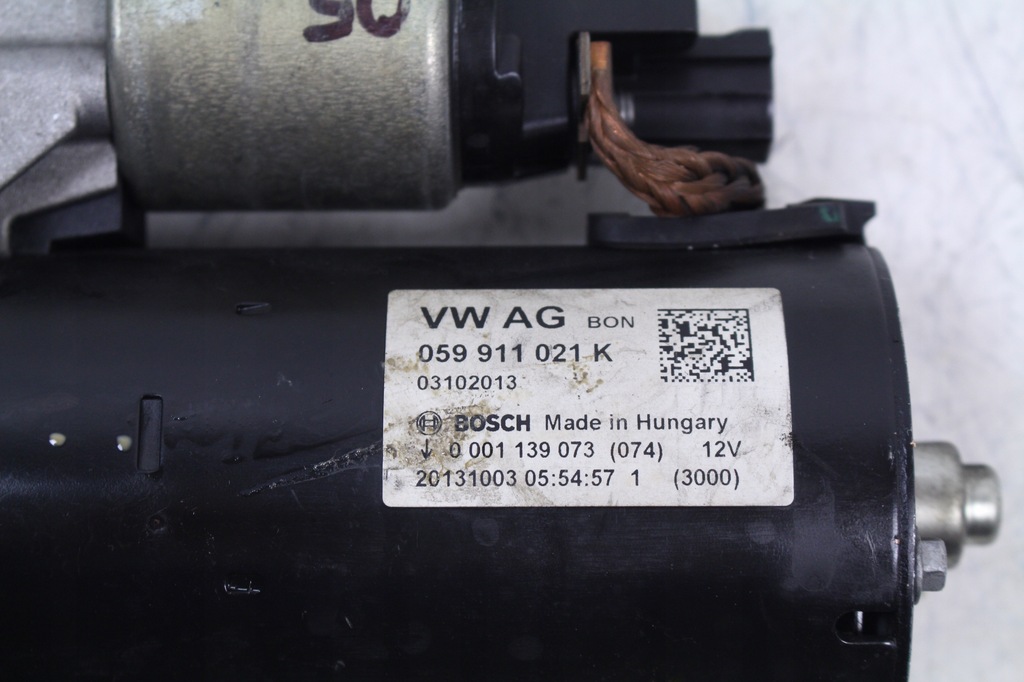 50
VW AG BON
059 911 021 K
03102013
BOSCH Made in Hungary
↓ 0 001 139 073 (074) 12V
20131003 05:54:57 1 (3000)